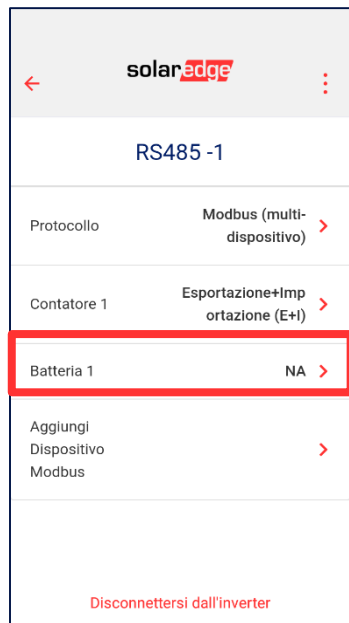 solaredge
RS485 -1
Protocollo
Modbus (multi-
dispositivo)
Contatore 1
Esportazione+Imp
ortazione (E+I)
Batteria 1
NA
Aggiungi
Dispositivo
Modbus
Disconnettersi dall'inverter